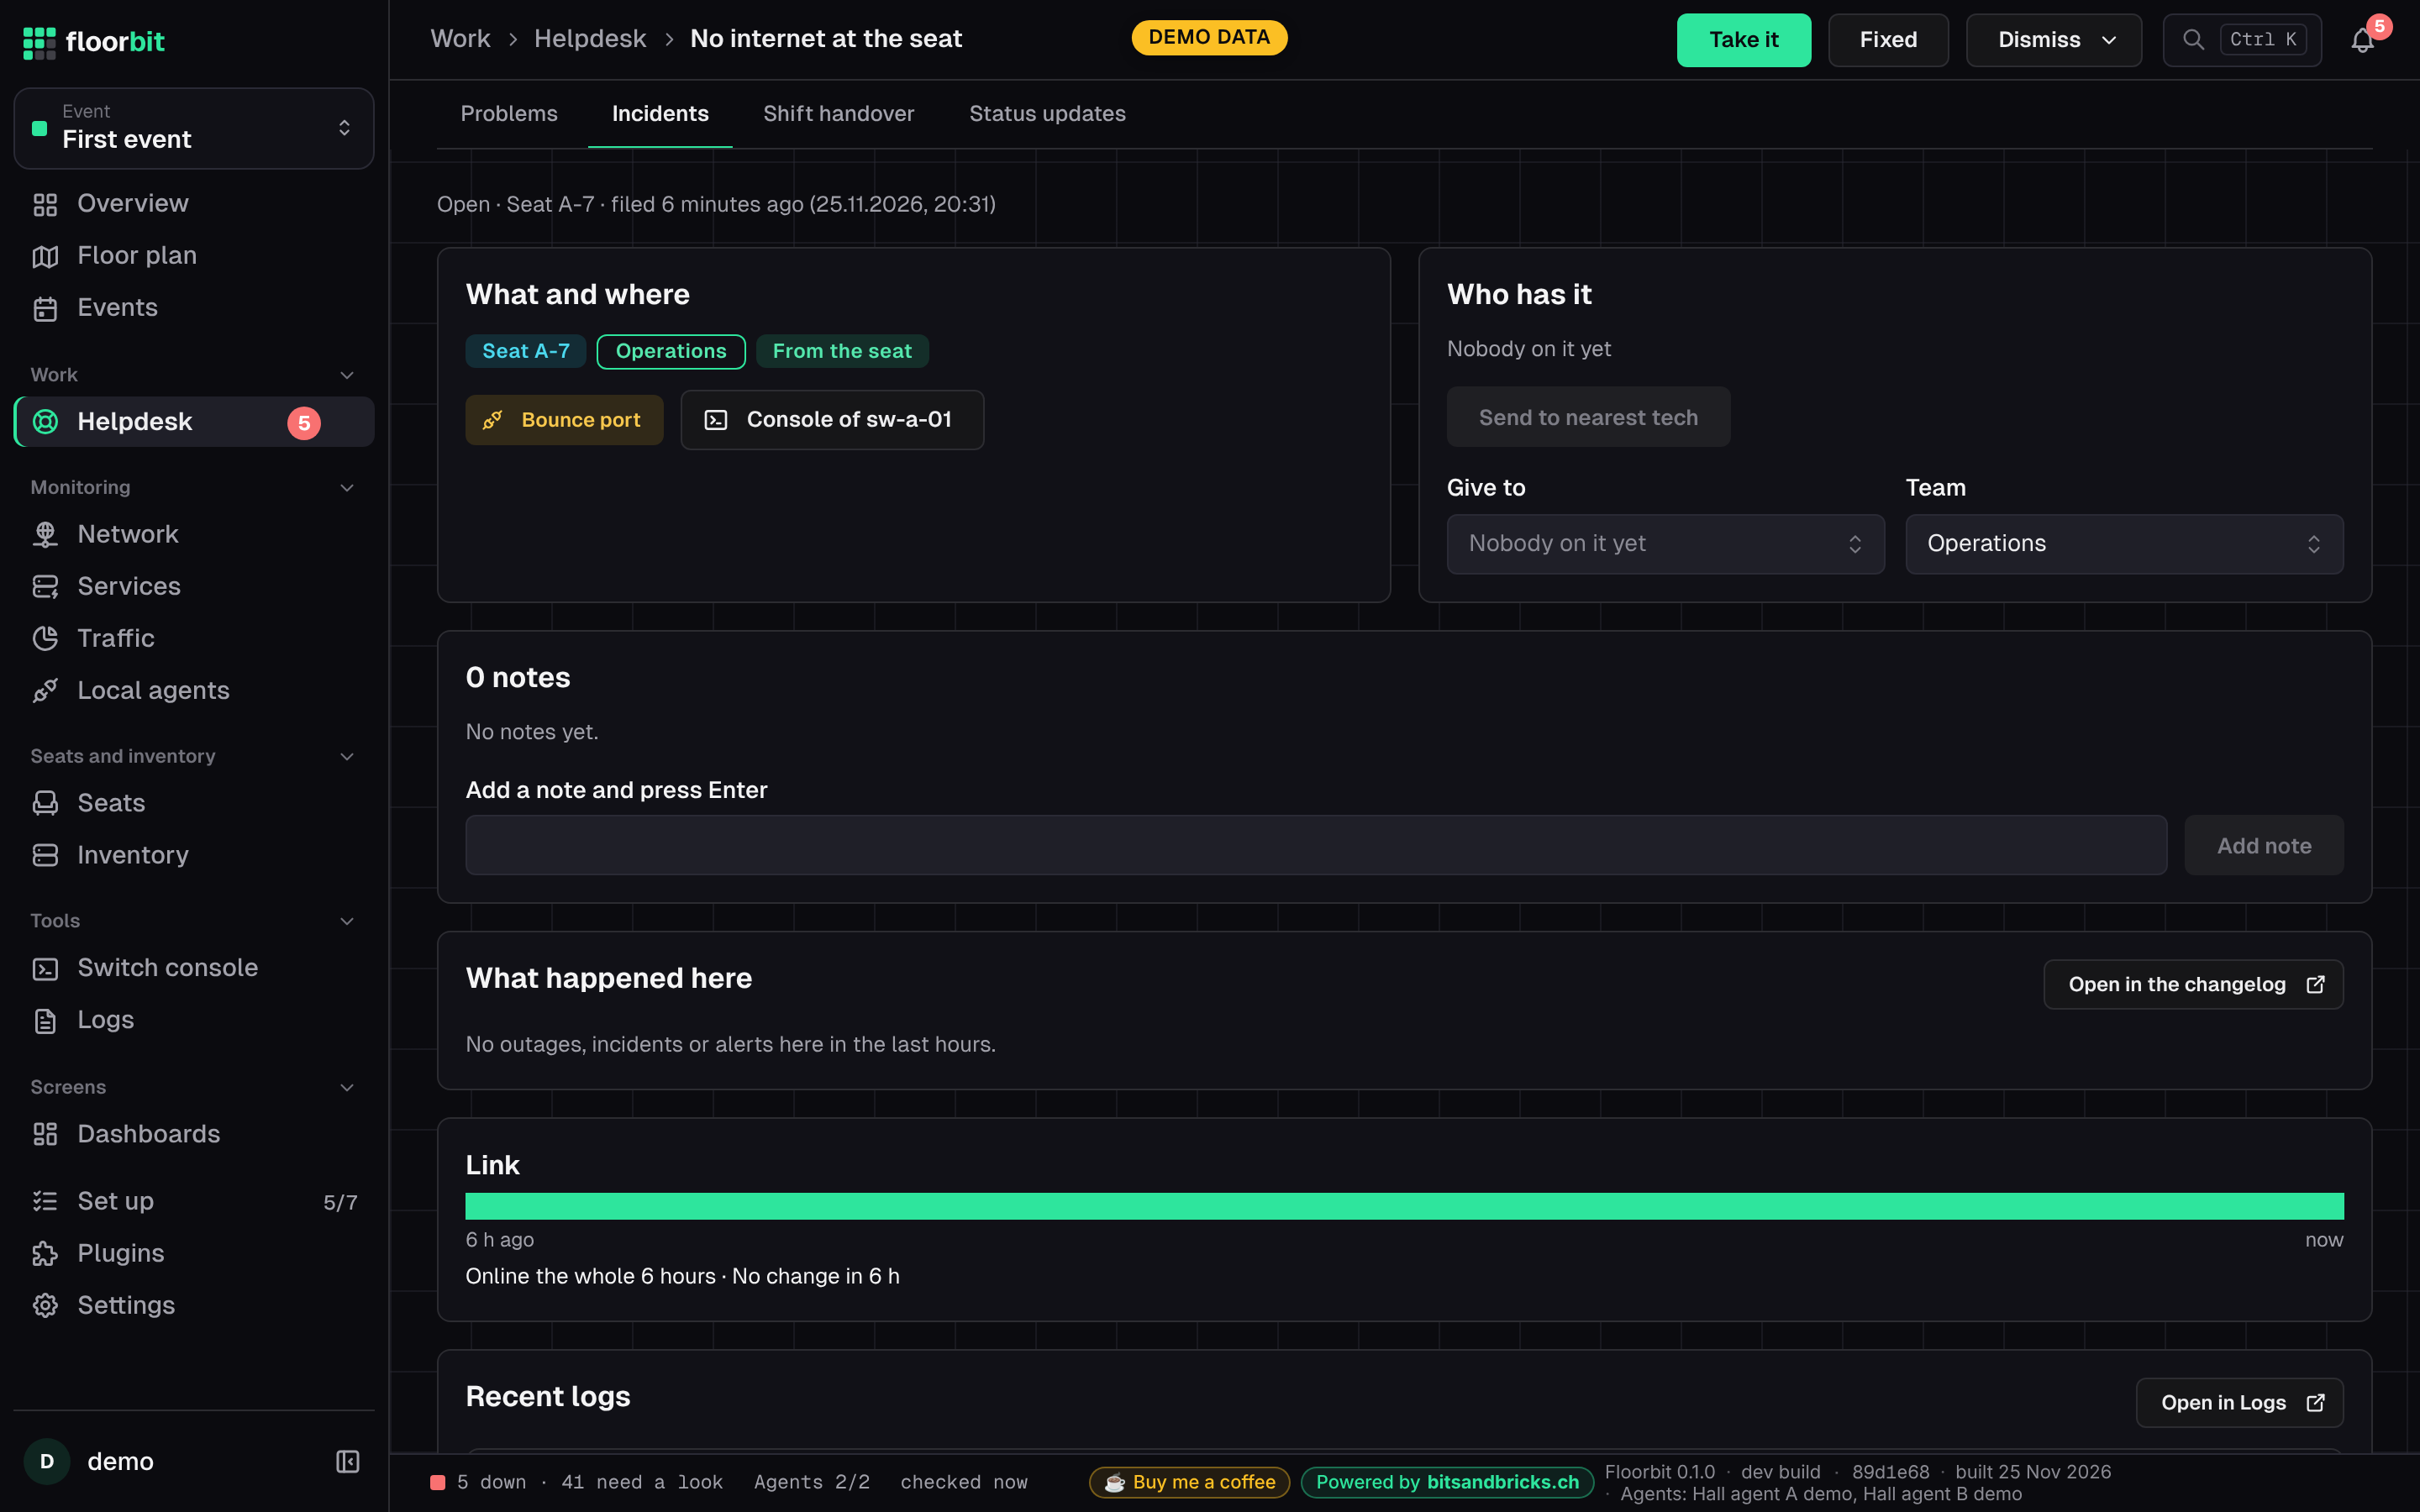 floorbit
Event
First event
Overview
Floor plan
Events
Work
Helpdesk 5
Monitoring
Network
Services
Traffic
Local agents
Seats and inventory
Seats
Inventory
Tools
Switch console
Logs
Screens
Dashboards
Set up 5/7
Plugins
Settings
D demo
Work > Helpdesk > No internet at the seat
DEMO DATA
Take it
Fixed
Dismiss
Ctrl K
5
Problems
Incidents
Shift handover
Status updates
Open · Seat A-7 · filed 6 minutes ago (25.11.2026, 20:31)
What and where
Seat A-7
Operations
From the seat
Bounce port
Console of sw-a-01
Who has it
Nobody on it yet
Send to nearest tech
Give to
Team
Nobody on it yet
Operations
0 notes
No notes yet.
Add a note and press Enter
Add note
What happened here
Open in the changelog
No outages, incidents or alerts here in the last hours.
Link
6 h ago
now
Online the whole 6 hours · No change in 6 h
Recent logs
Open in Logs
5 down · 41 need a look
Agents 2/2
checked now
☕ Buy me a coffee
Powered by bitsandbricks.ch
Floorbit 0.1.0 · dev build · 89d1e68 · built 25 Nov 2026
· Agents: Hall agent A demo, Hall agent B demo